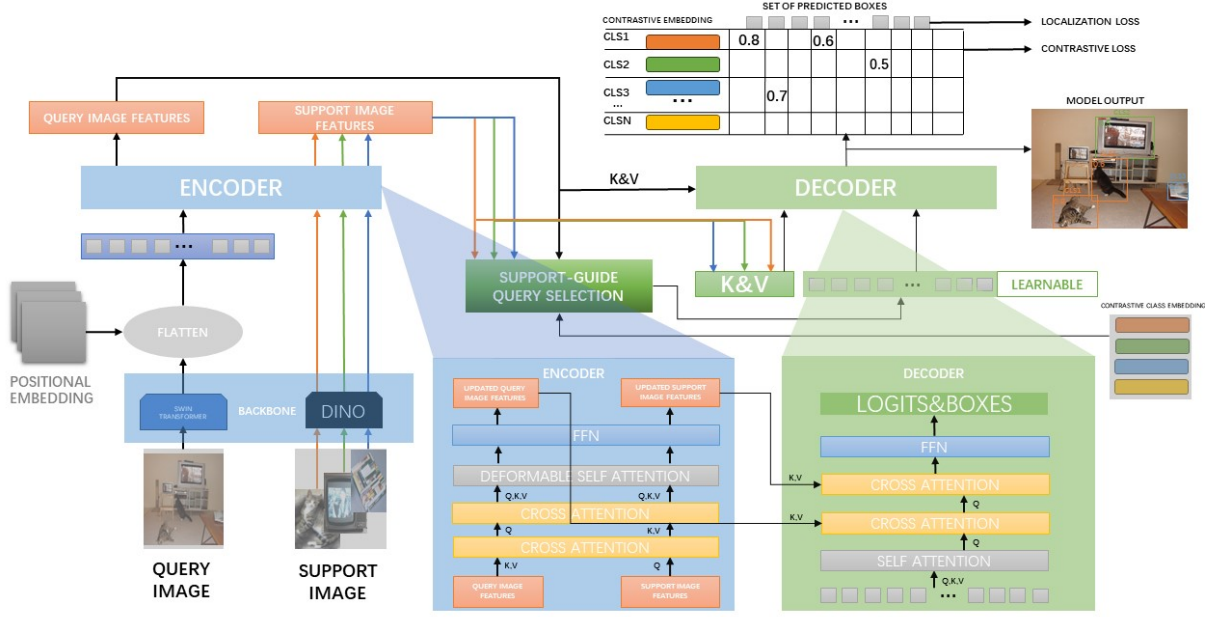 SET OF PREDICTED BOXES
CONTRASTIVE EMBEDDING
...
LOCALIZATION LOSS
CLS1
0.8
0.6
CONTRASTIVE LOSS
CLS2
0.5
CLS3
...
...
0.7
CLSN
MODEL OUTPUT
QUERY IMAGE FEATURES
SUPPORT IMAGE
FEATURES
ENCODER
K&V
DECODER
...
SUPPORT-GUIDE
QUERY SELECTION
K&V
...
LEARNABLE
CONTRASTIVE CLASS EMBEDDING
FLATTEN
POSITIONAL
EMBEDDING
SWIN
TRANSFORMER
BACKBONE
DINO
QUERY
IMAGE
SUPPORT
IMAGE
ENCODER
UPDATED QUERY
IMAGE FEATURES
UPDATED SUPPORT
IMAGE FEATURES
FFN
DEFORMABLE SELF ATTENTION
Q,K,V
Q,K,V
CROSS ATTENTION
Q
K,V
CROSS ATTENTION
K,V
Q
QUERY IMAGE
FEATURES
SUPPORT IMAGE
FEATURES
DECODER
LOGITS&BOXES
FFN
K,V
CROSS ATTENTION
Q
K,V
CROSS ATTENTION
Q
SELF ATTENTION
Q,K,V
...